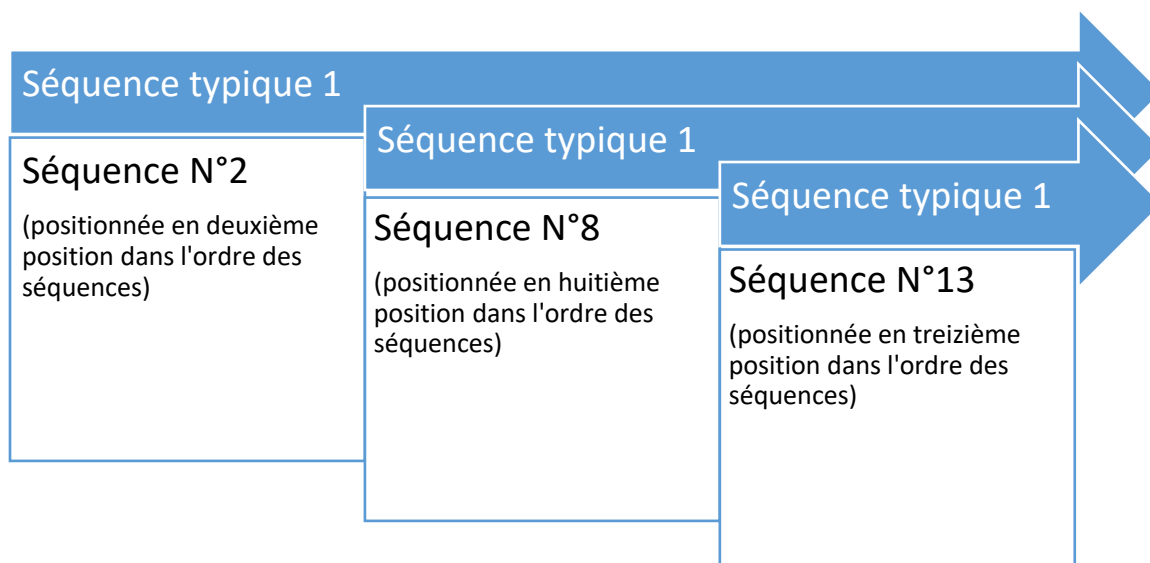 Séquence typique 1
Séquence N°2
(positionnée en deuxième
position dans l'ordre des
séquences)
Séquence typique 1
Séquence N°8
(positionnée en huitième
position dans l'ordre des
séquences)
Séquence typique 1
Séquence N°13
(positionnée en treizième
position dans l'ordre des
séquences)